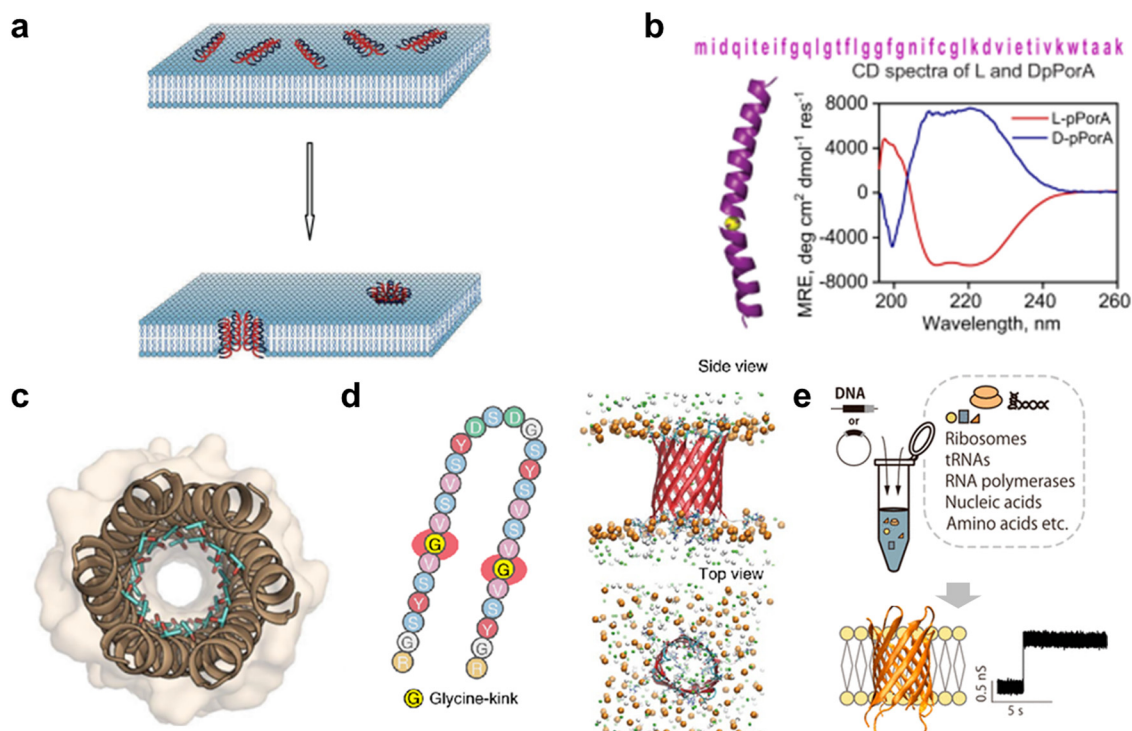 a
b
midqiteifgqlgtflggfgnifcglkdvietivkwtaak
CD spectra of L and DpPorA
MRE, deg cm² dmol⁻¹ res⁻¹
8000
4000
0
-4000
-8000
L-pPorA
D-pPorA
200
220
240
260
Wavelength, nm
c
d
G
G
Glycine-kink
Side view
Top view
e
DNA
or
Ribosomes
tRNAs
RNA polymerases
Nucleic acids
Amino acids etc.
0.5 nS
5 s